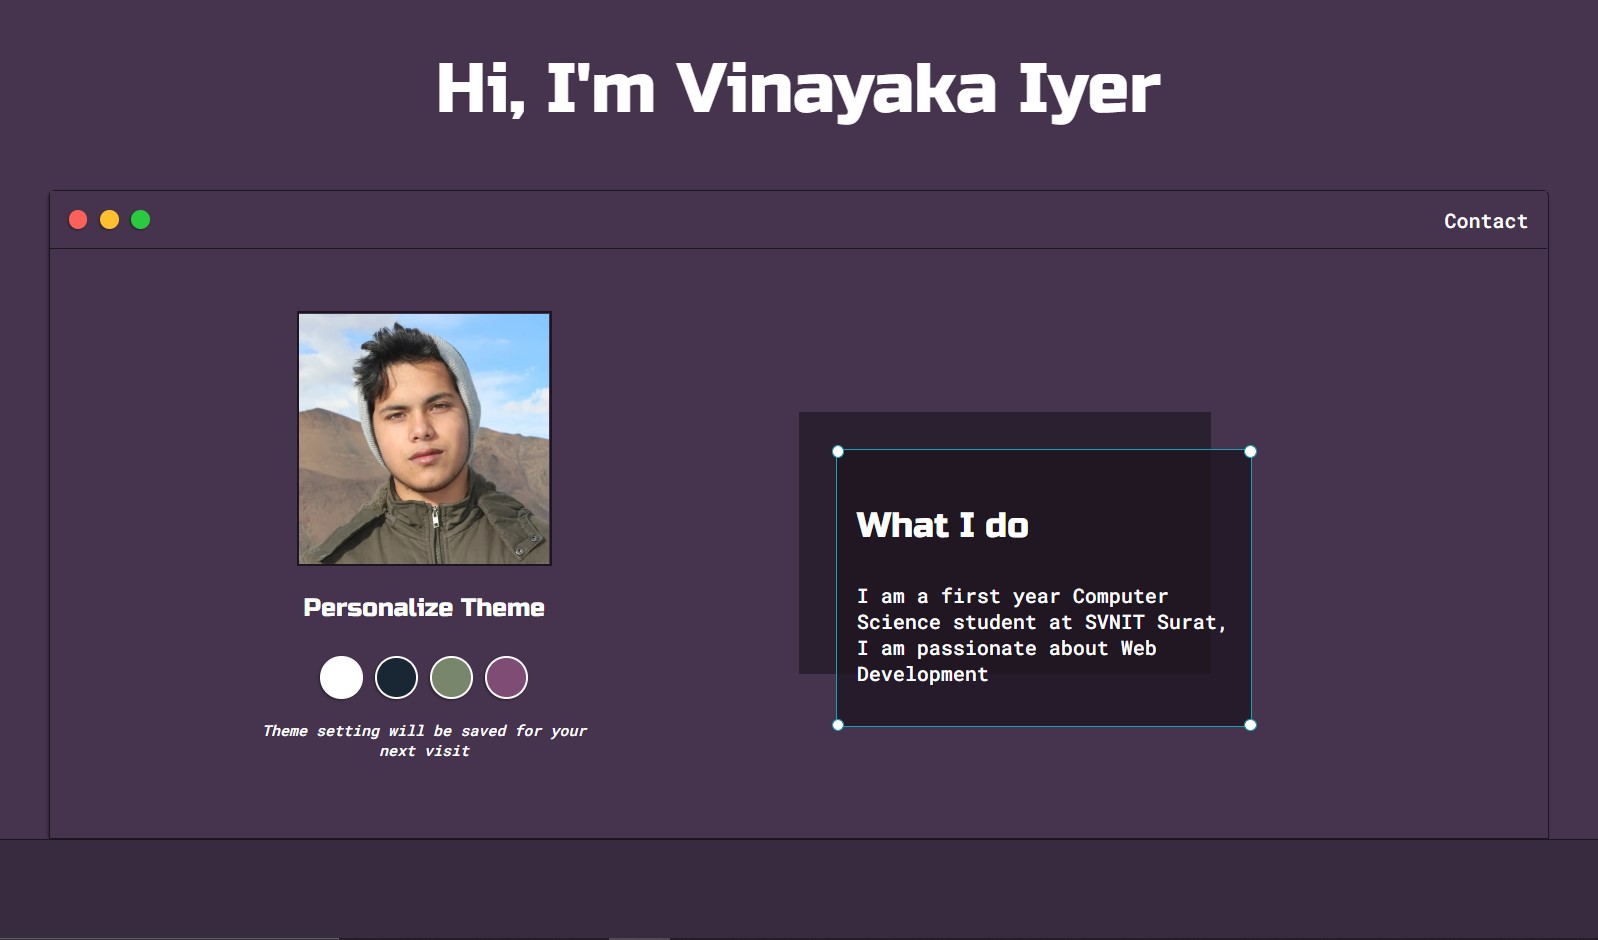 Hi, I'm Vinayaka Iyer
Contact
Personalize Theme
Theme setting will be saved for your
next visit
What I do
I am a first year Computer
Science student at SVNIT Surat,
I am passionate about Web
Development